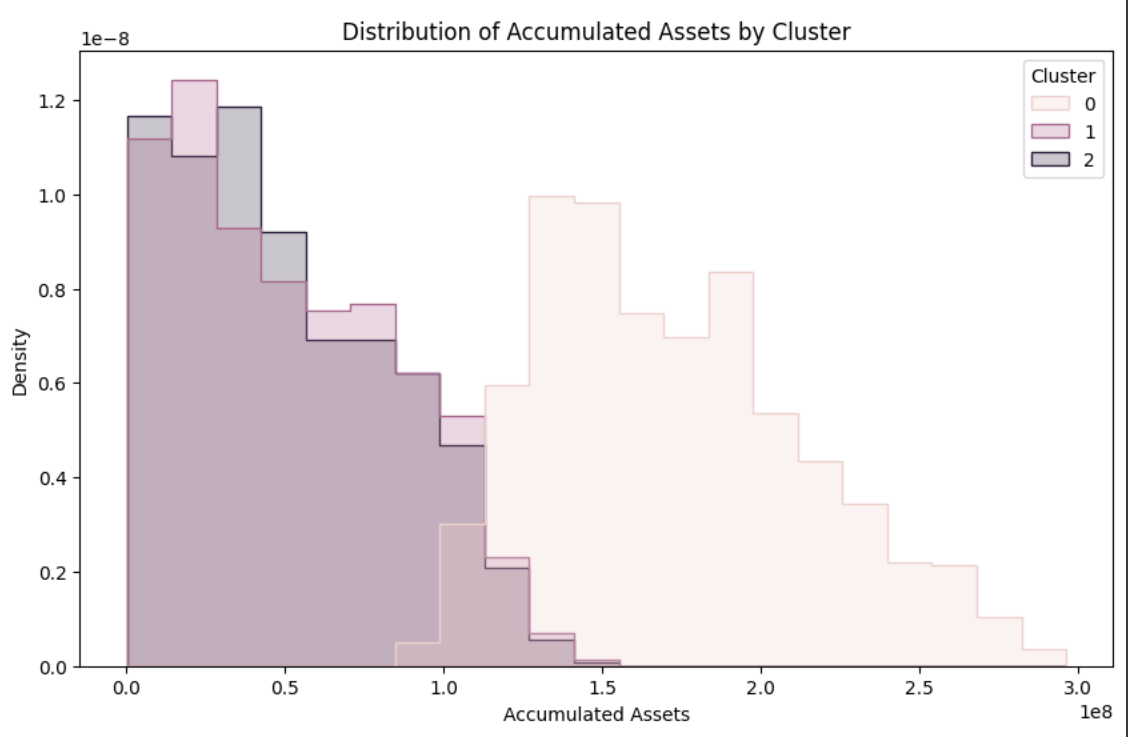 Distribution of Accumulated Assets by Cluster
1e−8
1.2
1.0
0.8
0.6
0.4
0.2
0.0
Density
Cluster
0
1
2
0.0 0.5 1.0 1.5 2.0 2.5 3.0
1e8
Accumulated Assets